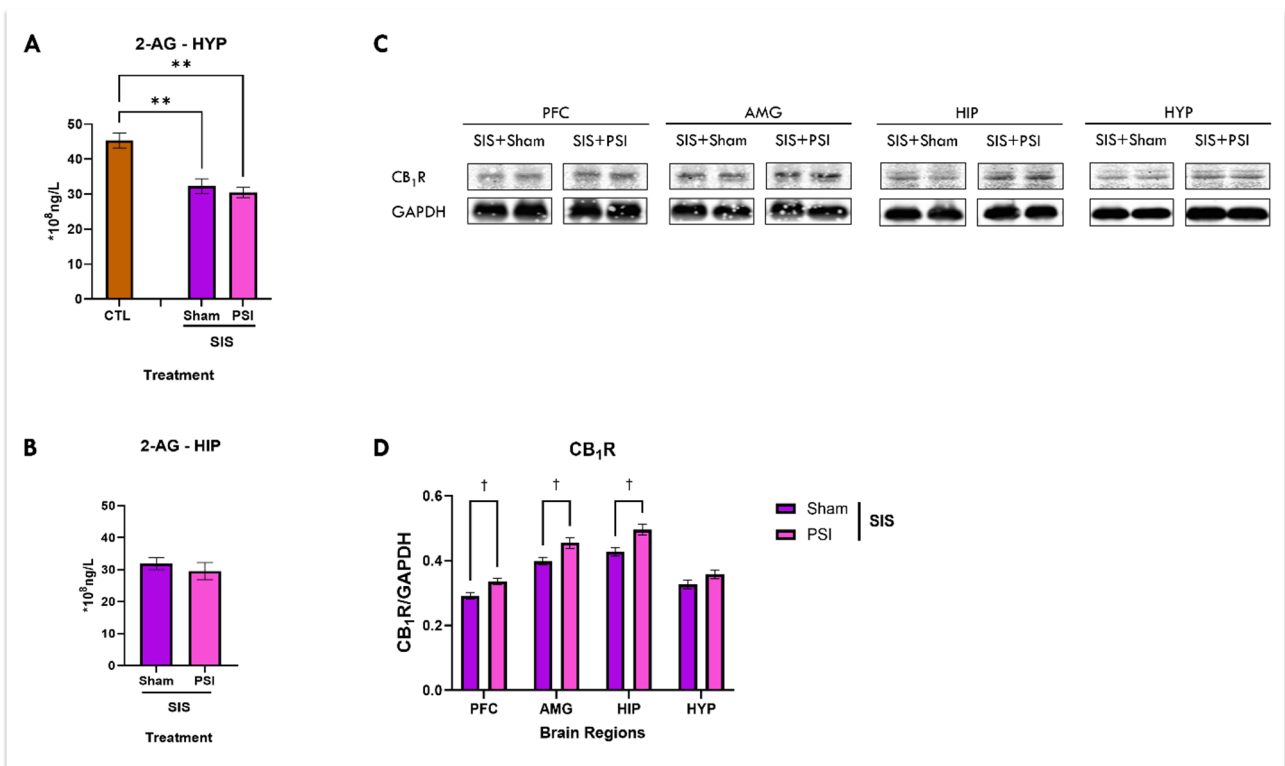 A
2-AG - HYP
**
**
50
40
30
20
10
0
*10⁸ng/L
CTL
Sham PSI
SIS
Treatment
C
PFC AMG HIP HYP
SIS+Sham SIS+PSI SIS+Sham SIS+PSI SIS+Sham SIS+PSI SIS+Sham SIS+PSI
CB₁R
GAPDH
B
2-AG - HIP
50
40
30
20
10
0
*10⁸ng/L
Sham PSI
SIS
Treatment
D
CB₁R
† † †
0.6
0.4
0.2
0.0
CB₁R/GAPDH
PFC AMG HIP HYP
Brain Regions
Sham
PSI
SIS